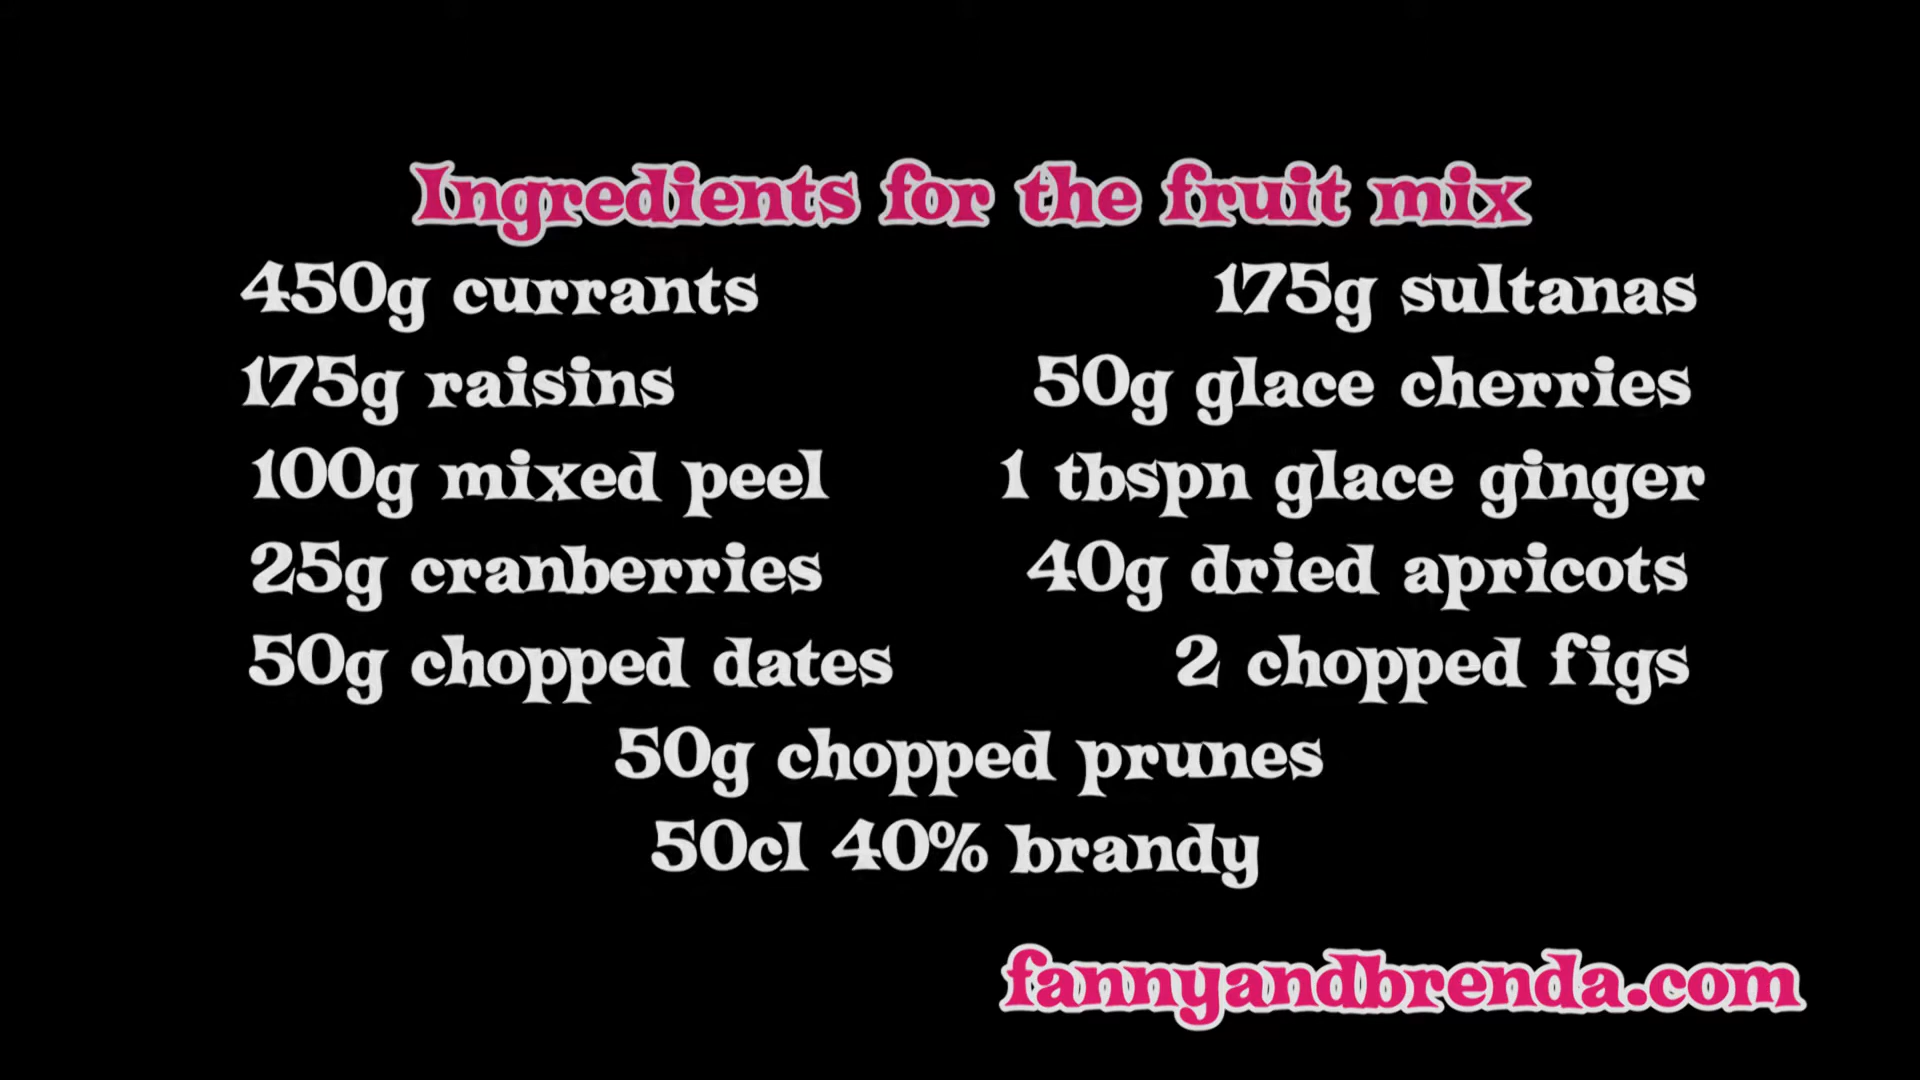 Ingredients for the fruit mix
450g currants 175g sultanas
175g raisins 50g glace cherries
100g mixed peel 1 tbspn glace ginger
25g cranberries 40g dried apricots
50g chopped dates 2 chopped figs
50g chopped prunes
50cl 40% brandy
fannyandbrenda.com